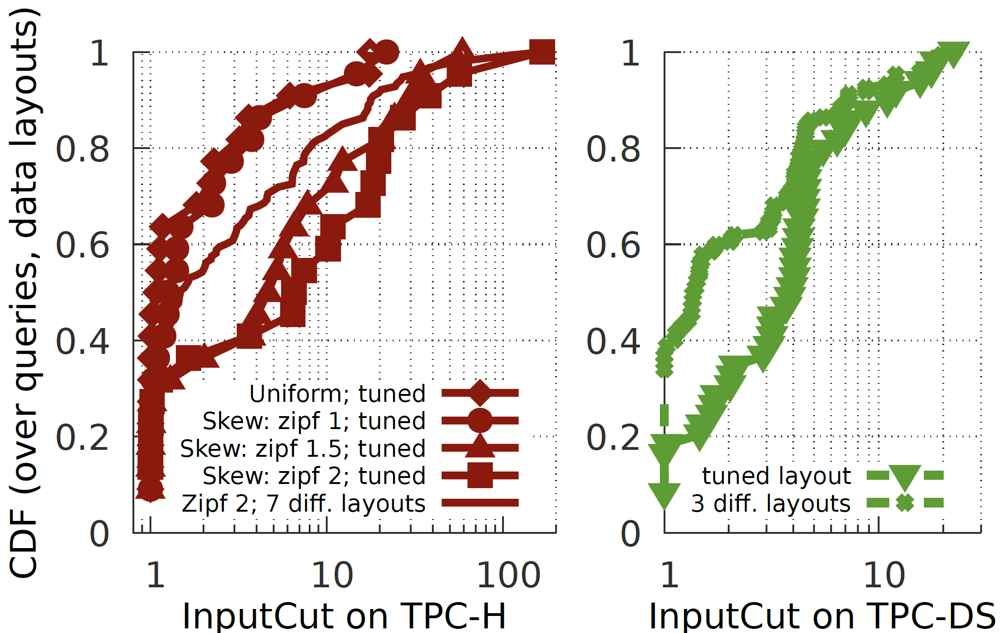 CDF (over queries, data layouts)
1
0.8
0.6
0.4
0.2
0
1 10 100
InputCut on TPC-H
Uniform; tuned
Skew: zipf 1; tuned
Skew: zipf 1.5; tuned
Skew: zipf 2; tuned
Zipf 2; 7 diff. layouts
1
0.8
0.6
0.4
0.2
0
1 10
InputCut on TPC-DS
tuned layout
3 diff. layouts